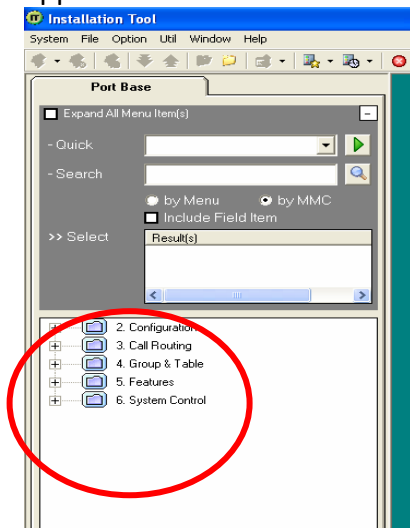 Installation Tool
System File Option Util Window Help
Port Base
Expand All Menu Item(s)
- Quick
- Search
by Menu by MMC
Include Field Item
>> Select Result(s)
2. Configuration
3. Call Routing
4. Group & Table
5. Features
6. System Control